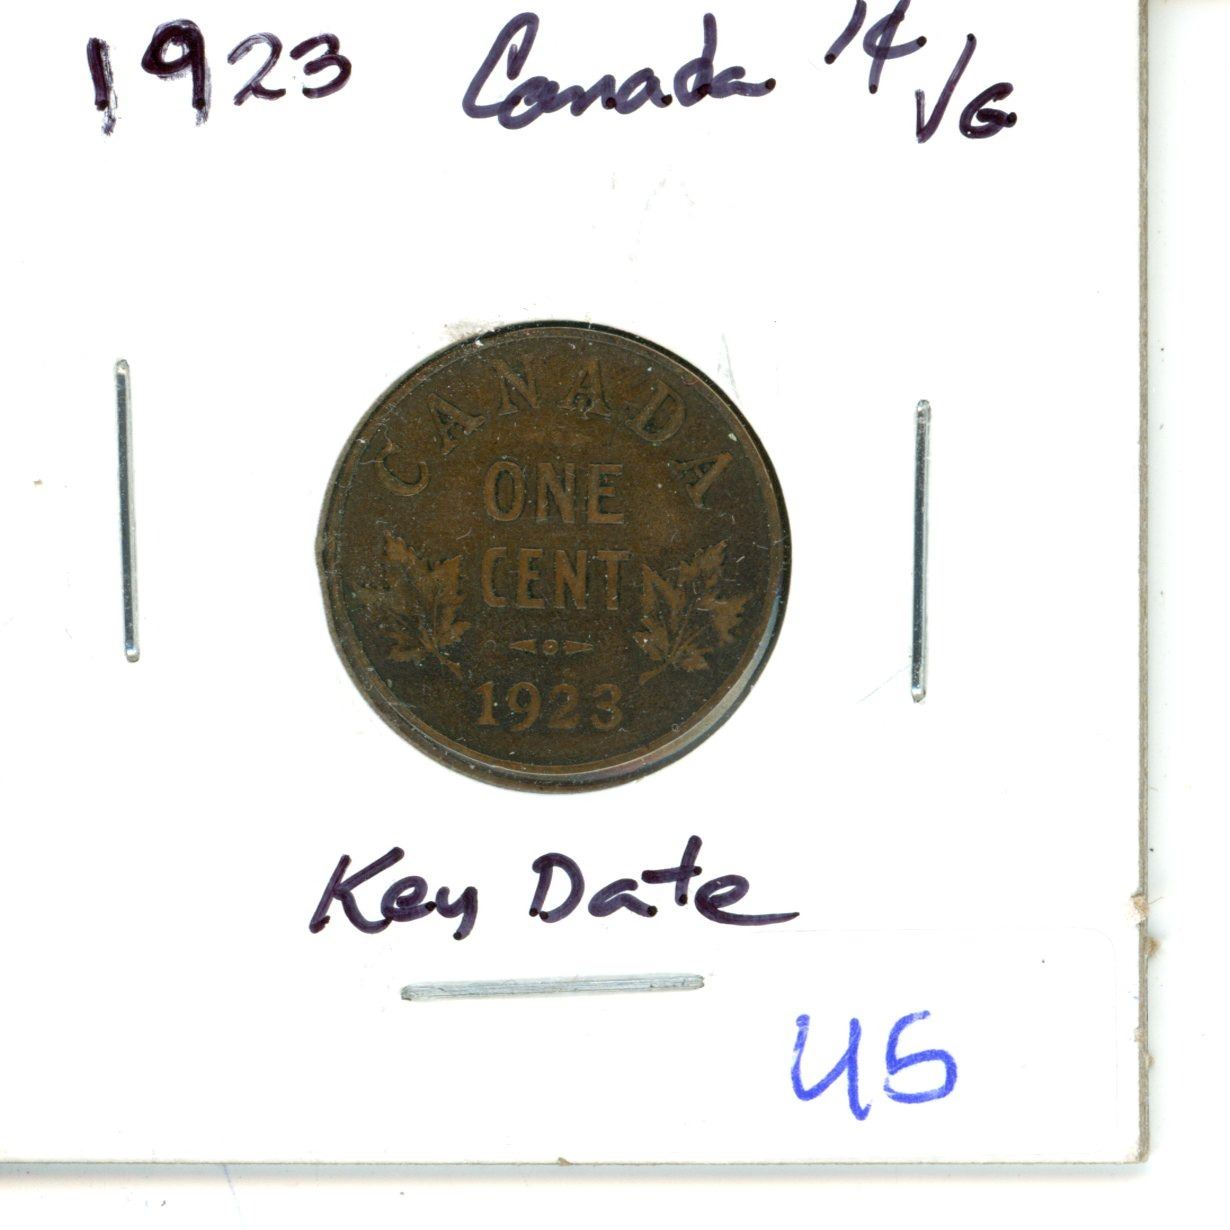 1923 Canada 1¢ VG
CANADA
ONE
CENT
1923
Key Date
45